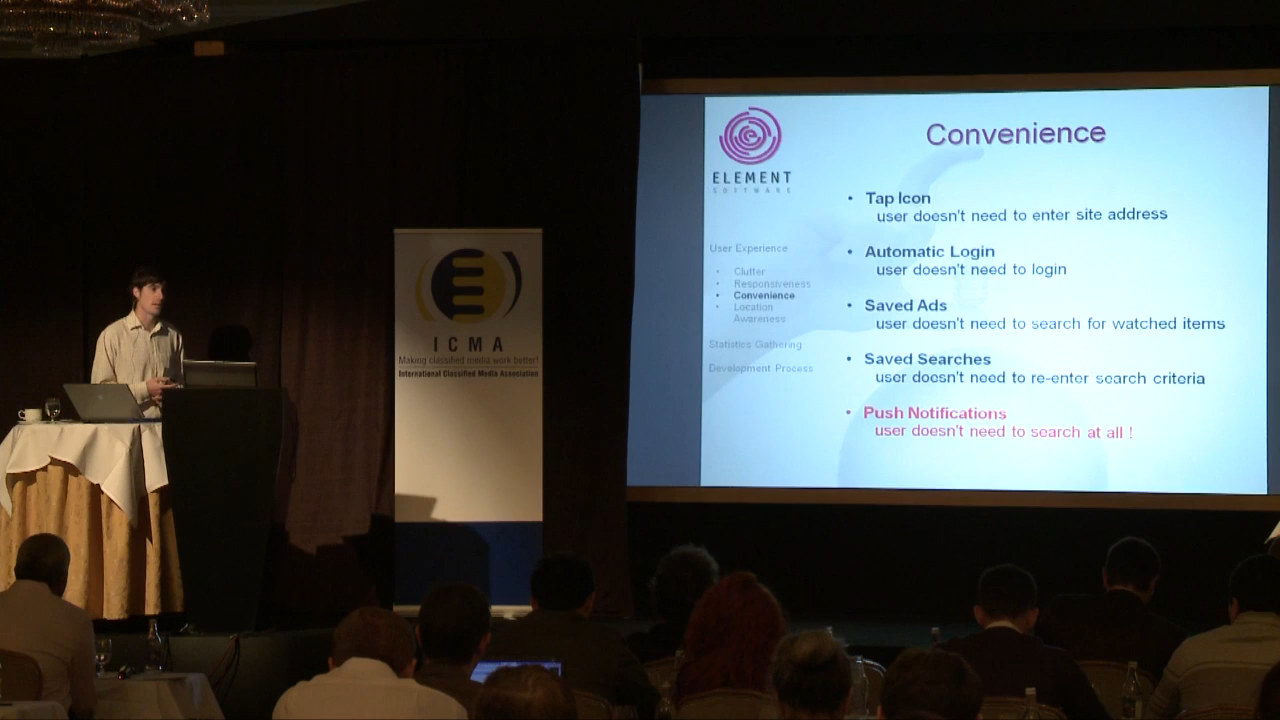 ICMA
Making classified media work better!
International Classified Media Association
ELEMENT
SOFTWARE
User Experience
• Clutter
• Responsiveness
• Convenience
• Location
Awareness
Statistics Gathering
Development Process
Convenience
• Tap Icon
user doesn't need to enter site address
• Automatic Login
user doesn't need to login
• Saved Ads
user doesn't need to search for watched items
• Saved Searches
user doesn't need to re-enter search criteria
• Push Notifications
user doesn't need to search at all !